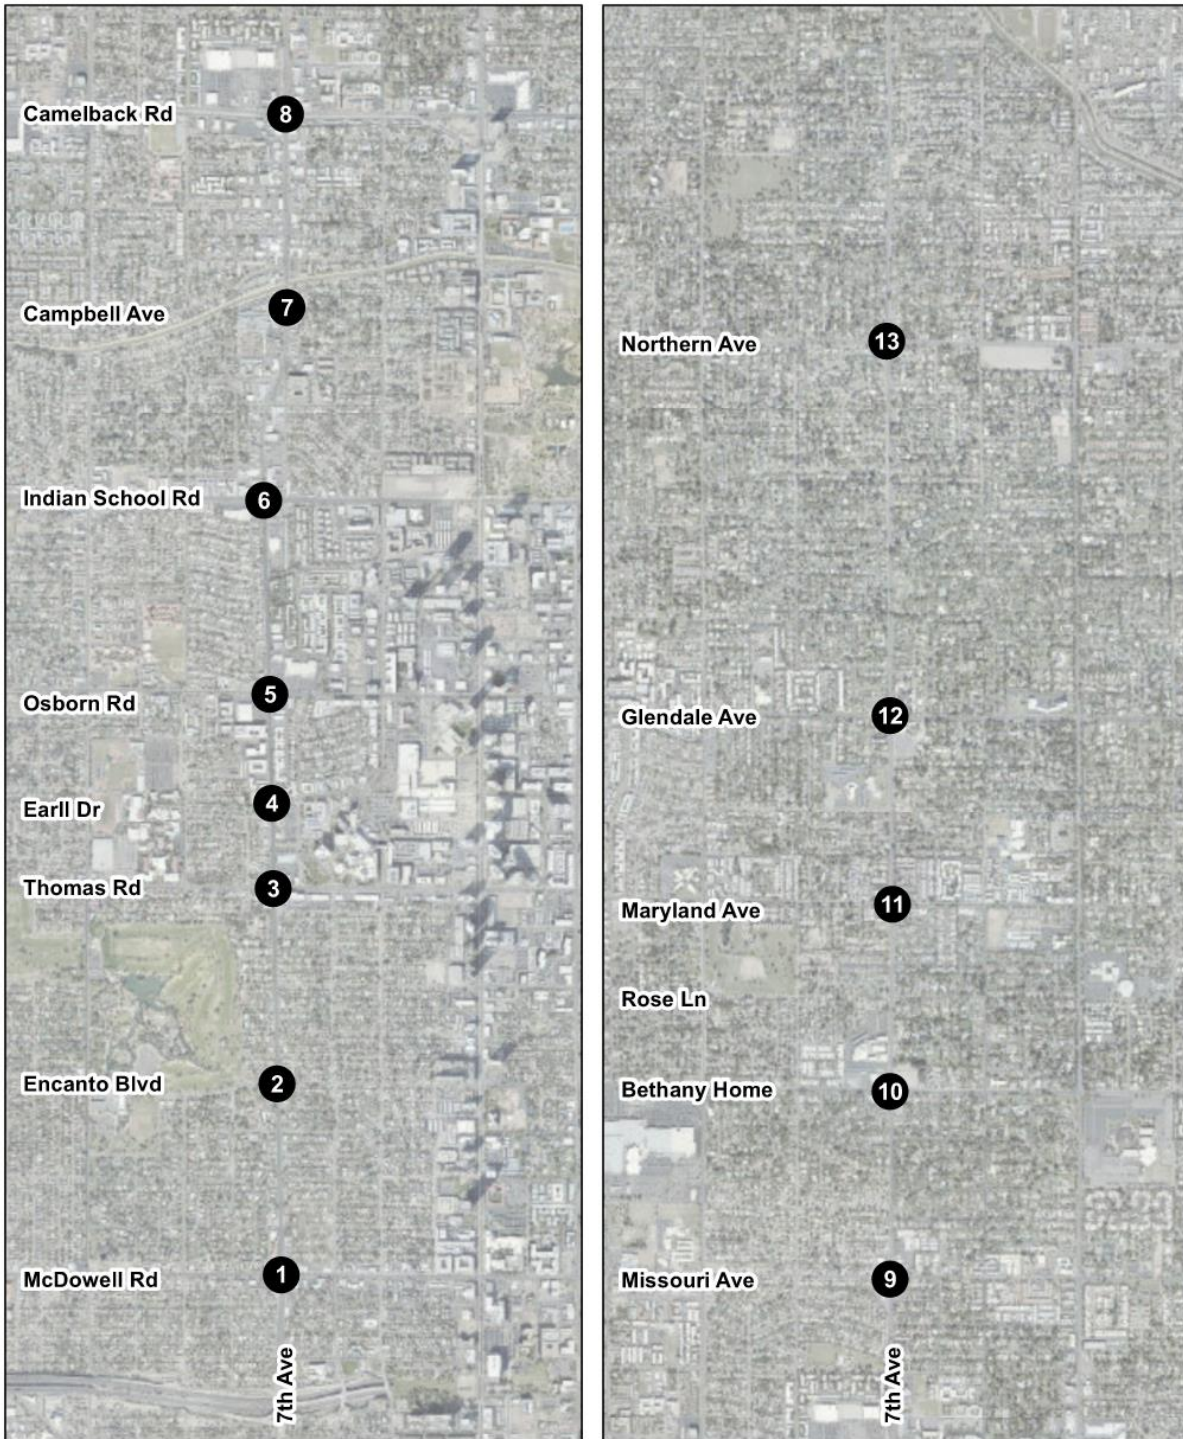 Camelback Rd
8
Campbell Ave
7
Indian School Rd
6
Osborn Rd
5
Earll Dr
4
Thomas Rd
3
Encanto Blvd
2
McDowell Rd
1
7th Ave
Northern Ave
13
Glendale Ave
12
Maryland Ave
11
Rose Ln
Bethany Home
10
Missouri Ave
9
7th Ave